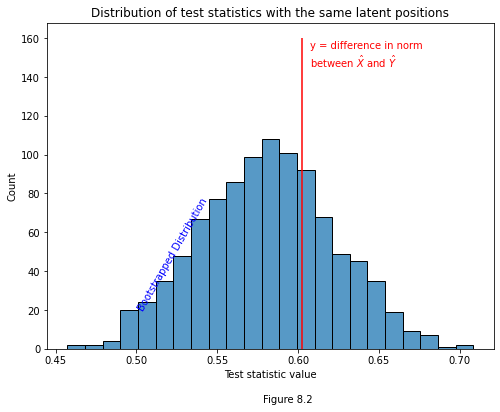 Distribution of test statistics with the same latent positions
160
140
120
100
80
60
40
20
0
Count
y = difference in norm
between X̂ and Ŷ
Bootstrapped Distribution
0.45 0.50 0.55 0.60 0.65 0.70
Test statistic value
Figure 8.2